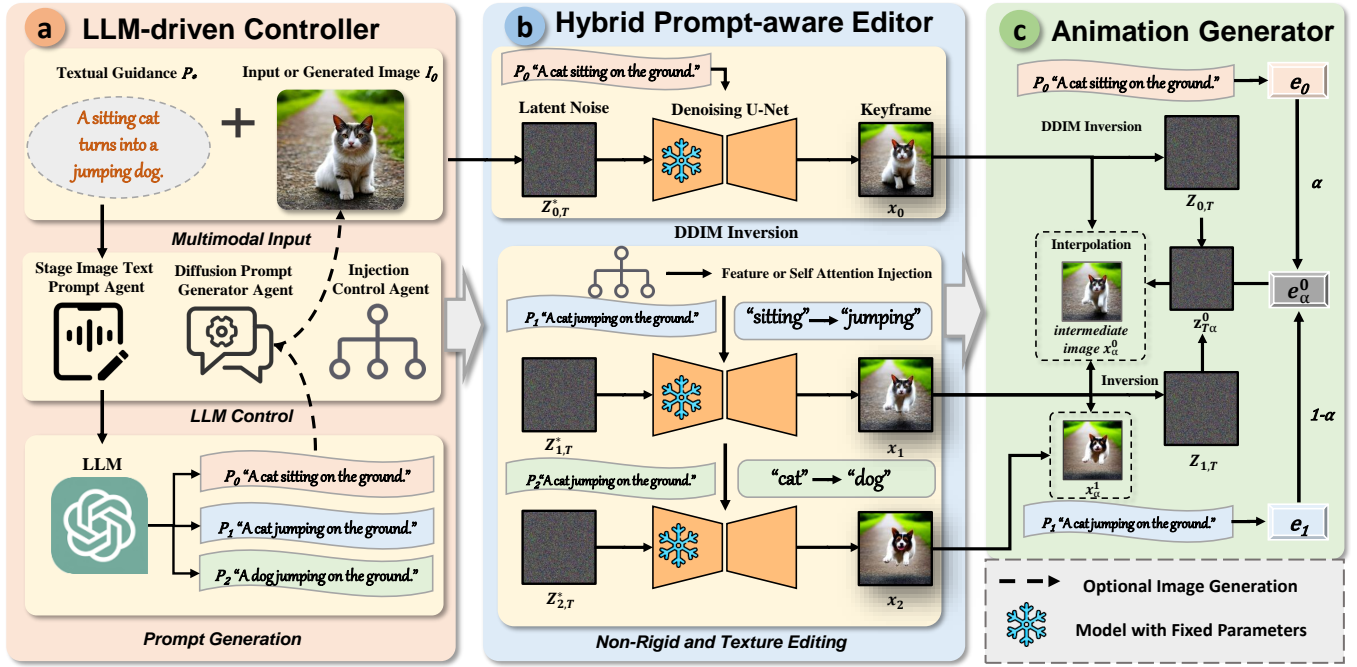 a LLM-driven Controller
Textual Guidance P*
Input or Generated Image I0
A sitting cat
turns into a
jumping dog.
+
Multimodal Input
Stage Image Text
Prompt Agent
Diffusion Prompt
Generator Agent
Injection
Control Agent
LLM Control
LLM
P0 “A cat sitting on the ground.”
P1 “A cat jumping on the ground.”
P2 “A dog jumping on the ground.”
Prompt Generation
b Hybrid Prompt-aware Editor
P0 “A cat sitting on the ground.”
Latent Noise
Denoising U-Net
Keyframe
Z*0,T
x0
DDIM Inversion
Feature or Self Attention Injection
P1 “A cat jumping on the ground.”
“sitting” → “jumping”
Z*1,T
x1
P2 “A cat jumping on the ground.”
“cat” → “dog”
Z*2,T
x2
Non-Rigid and Texture Editing
c Animation Generator
P0 “A cat sitting on the ground.”
e0
DDIM Inversion
Z0,T
α
Interpolation
intermediate
image x0α
z0Tα
e0α
Inversion
Z1,T
1-α
x1α
P1 “A cat jumping on the ground.”
e1
Optional Image Generation
Model with Fixed Parameters